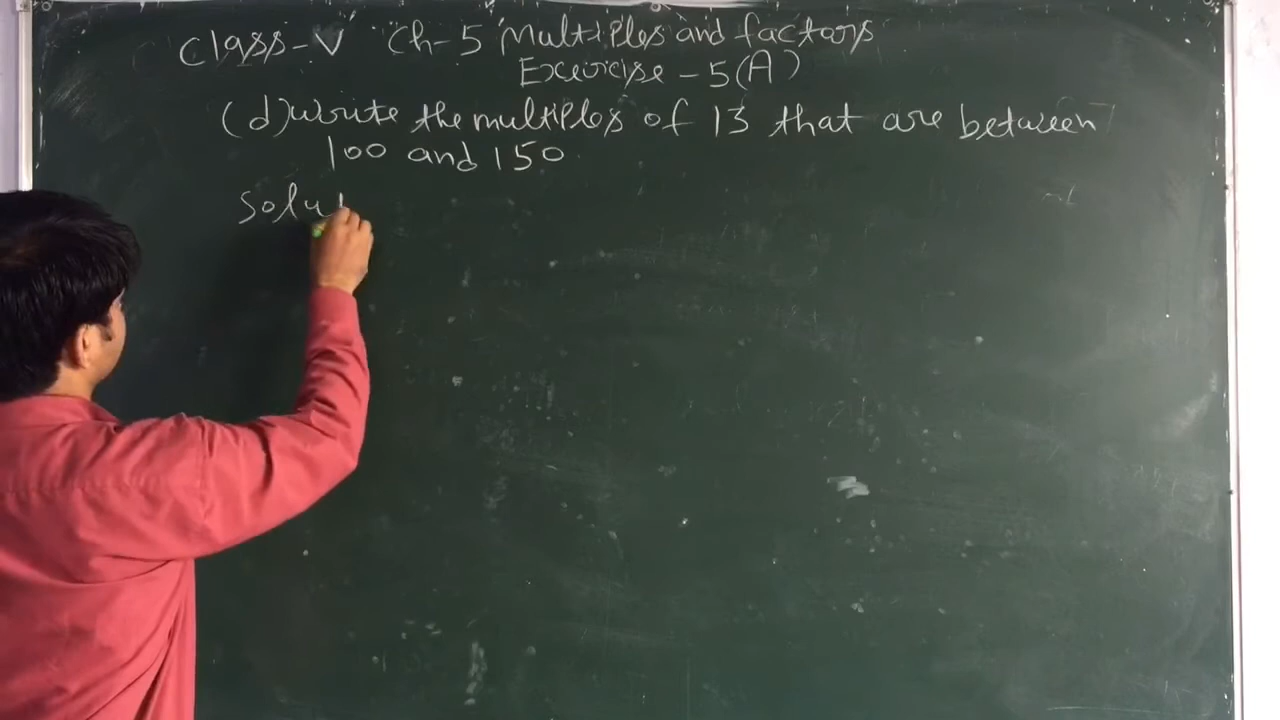 Class-V Ch-5 Multiples and factors
Exercise-5(A)
(d) Write the multiples of 13 that are between
100 and 150.
Solut